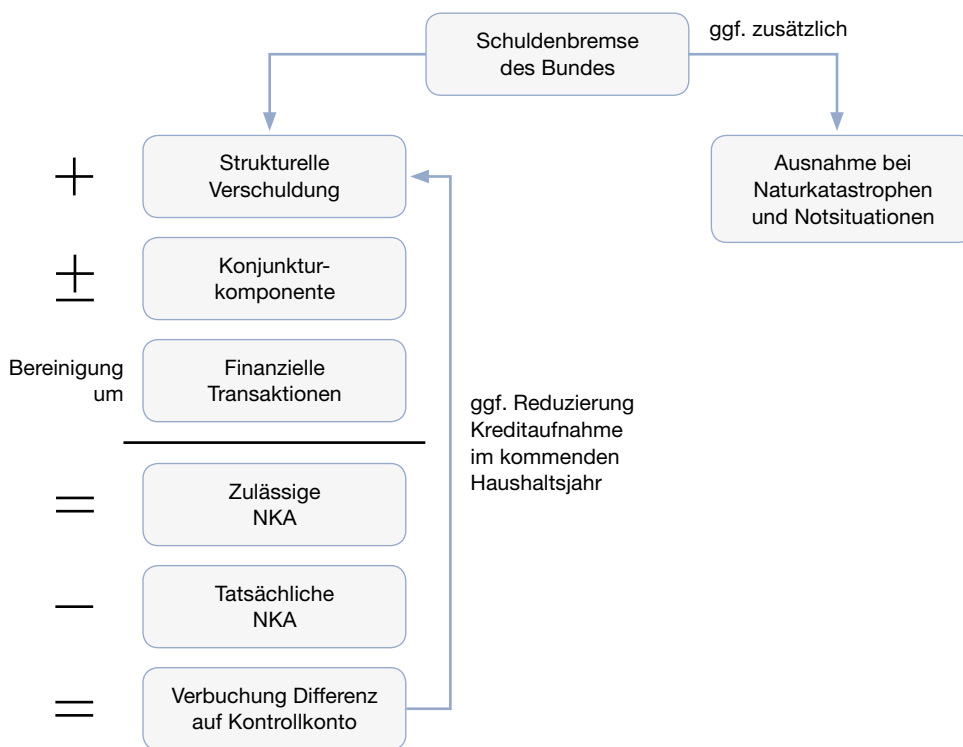 Schuldenbremse
des Bundes
ggf. zusätzlich
+
Strukturelle
Verschuldung
Ausnahme bei
Naturkatastrophen
und Notsituationen
±
Konjunktur-
komponente
Bereinigung
um
Finanzielle
Transaktionen
ggf. Reduzierung
Kreditaufnahme
im kommenden
Haushaltsjahr
=
Zulässige
NKA
–
Tatsächliche
NKA
=
Verbuchung Differenz
auf Kontrollkonto